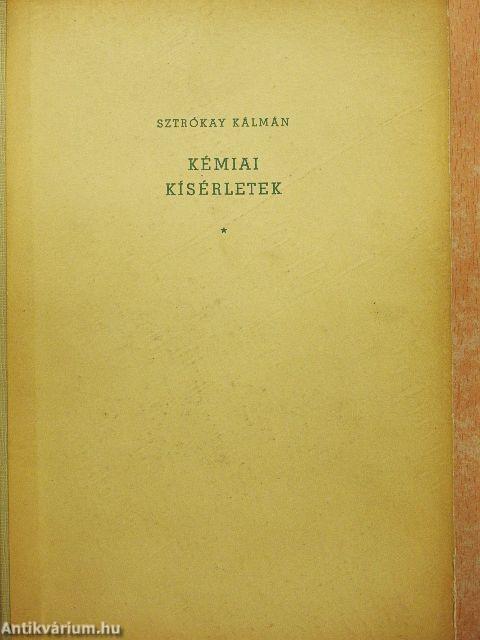 SZTRÓKAY KÁLMÁN
KÉMIAI
KÍSÉRLETEK
*
Antikvárium.hu